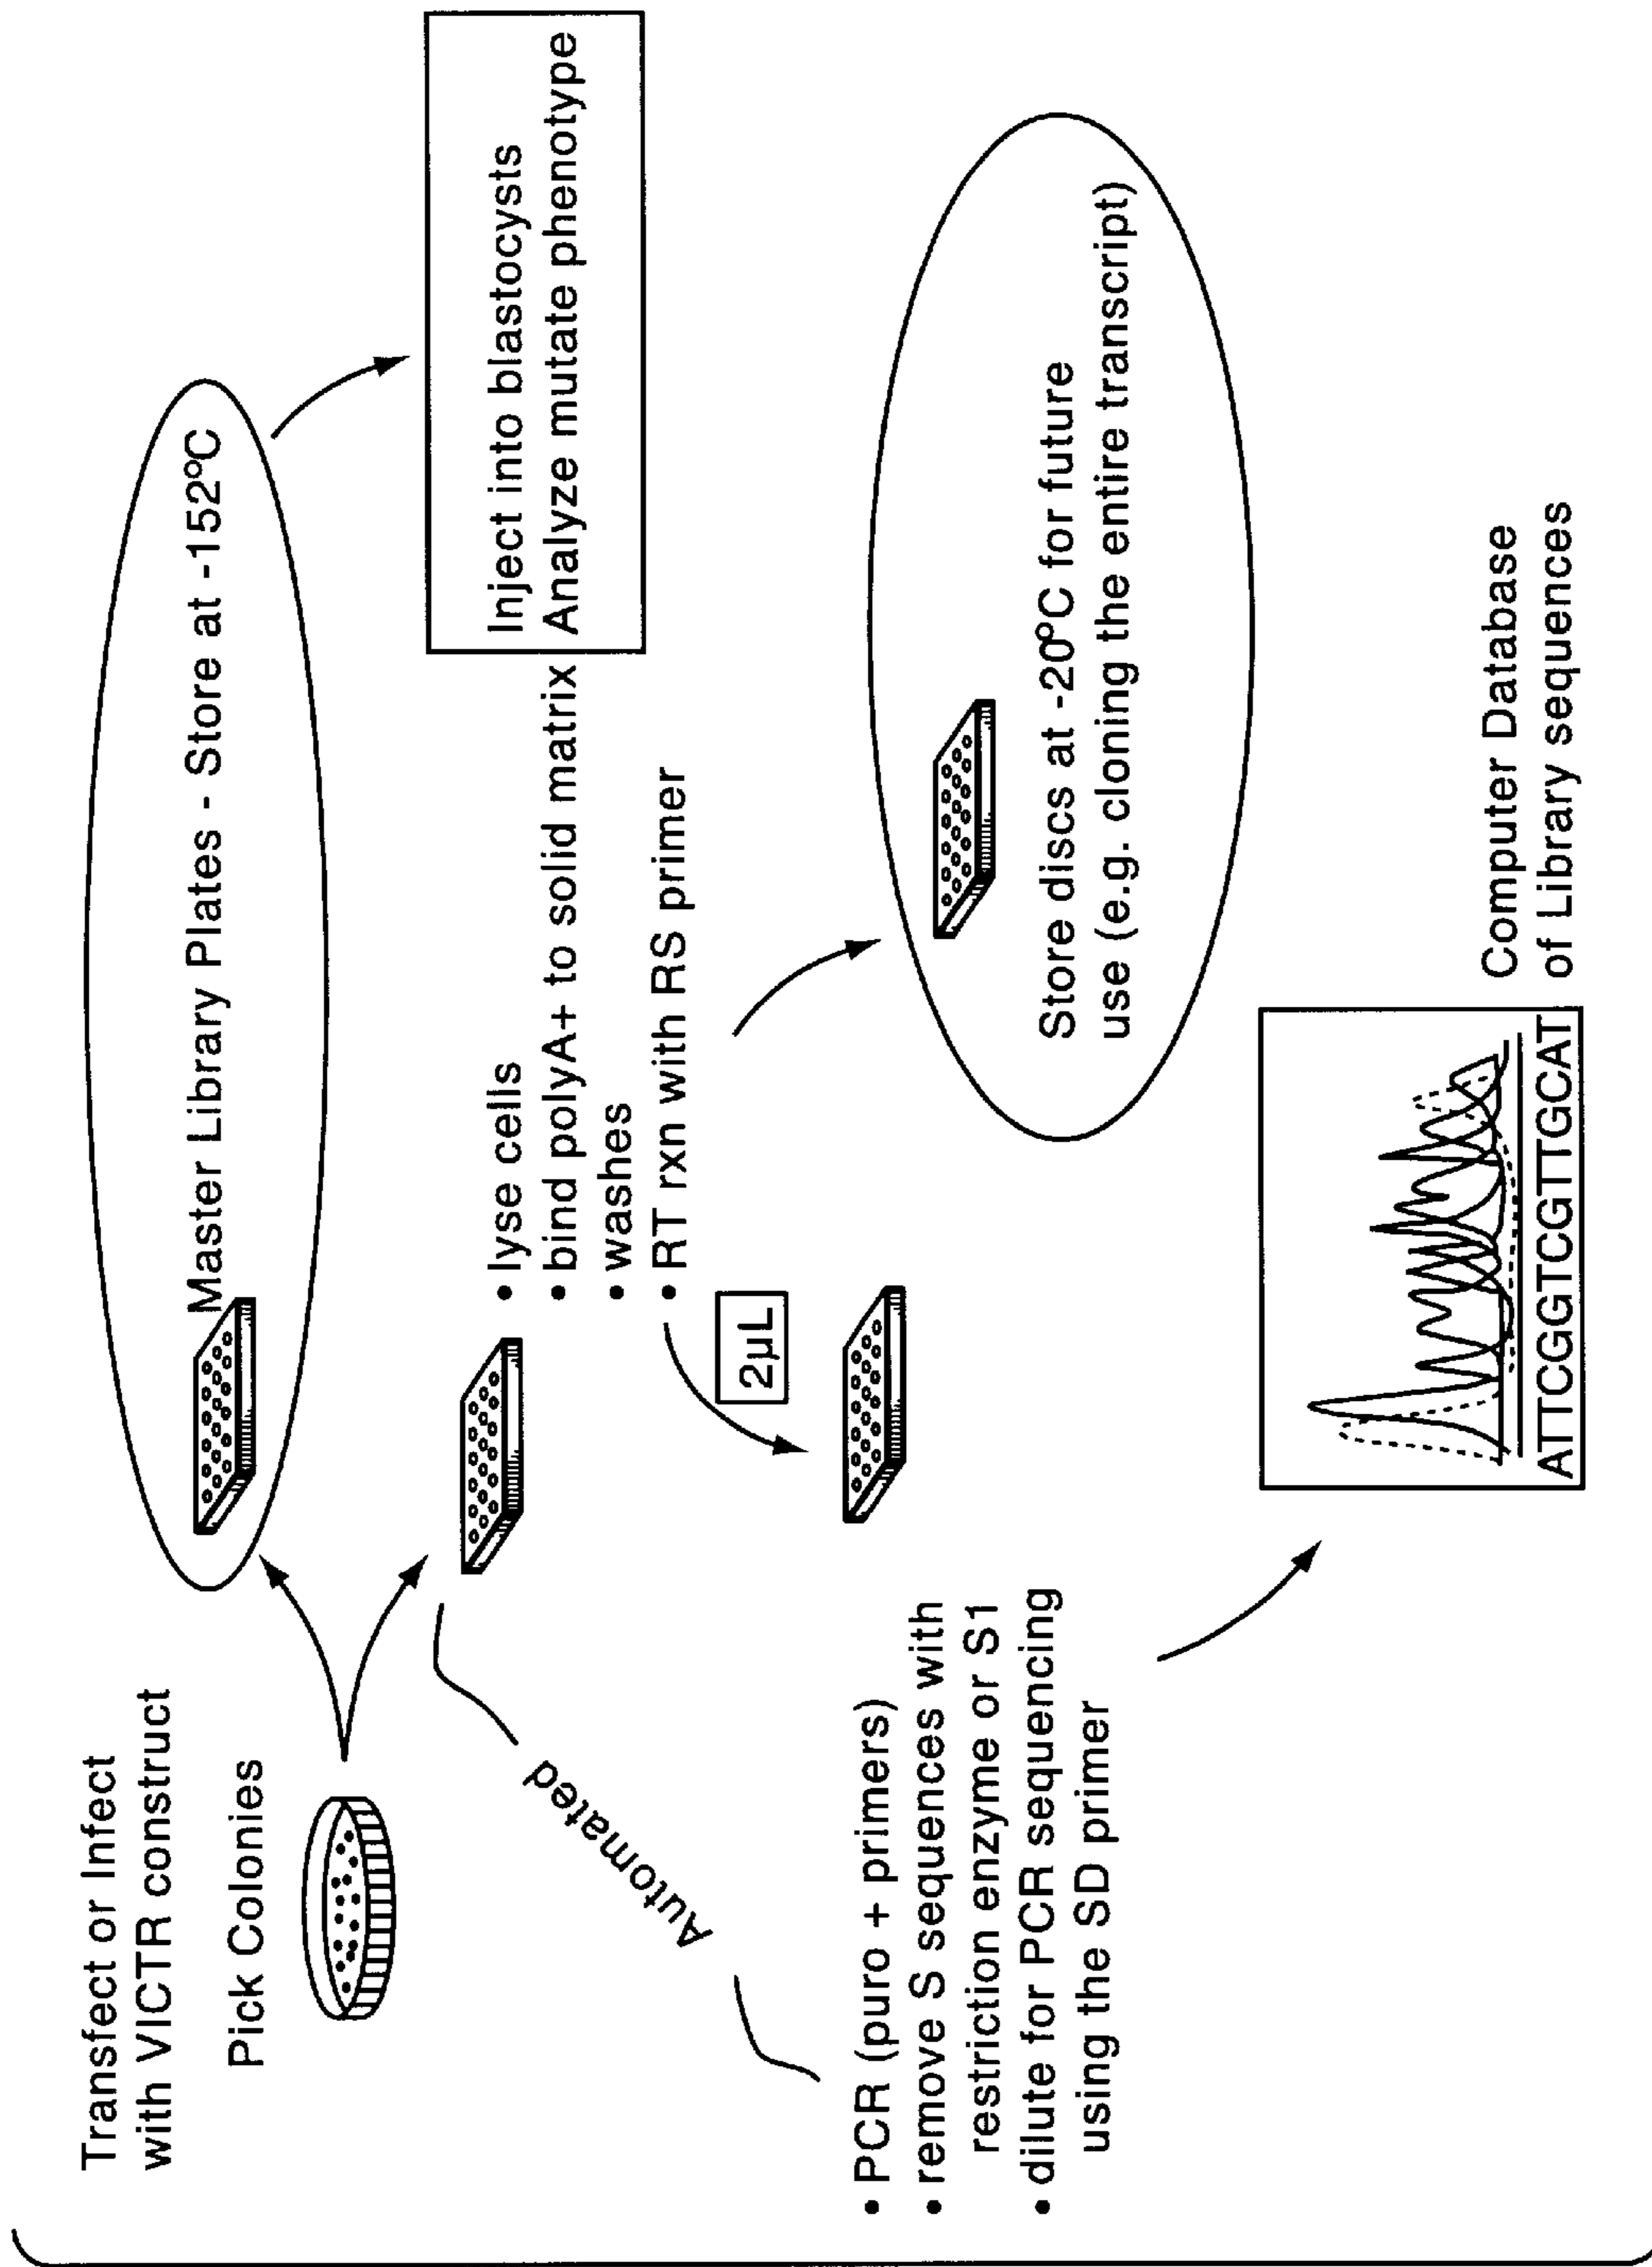 Transfect or Infect
with VICTR construct
Pick Colonies
Master Library Plates - Store at -152ºC
Inject into blastocysts
Analyze mutate phenotype
• lyse cells
• bind polyA+ to solid matrix
• washes
• RT rxn with RS primer
Automated
2µL
Store discs at -20ºC for future
use (e.g. cloning the entire transcript)
• PCR (puro + primers)
• remove S sequences with
restriction enzyme or S1
• dilute for PCR sequencing
using the SD primer
ATTCGGTCGTTGCAT
Computer Database
of Library sequences